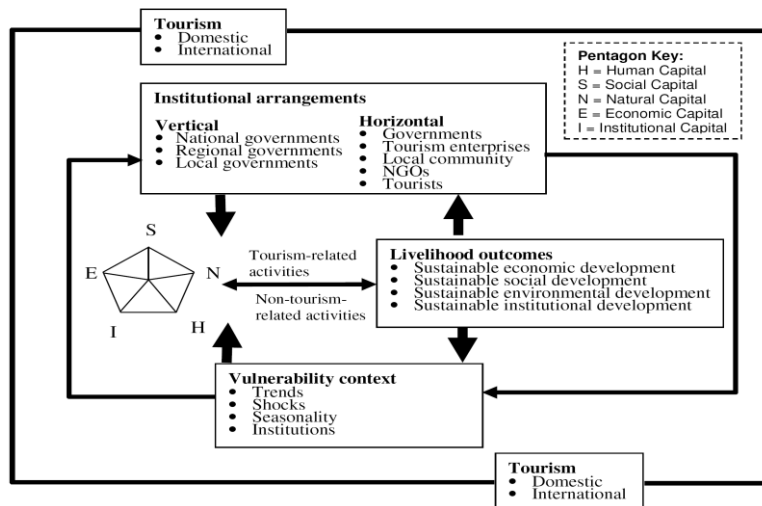 Tourism
• Domestic
• International
Pentagon Key:
H = Human Capital
S = Social Capital
N = Natural Capital
E = Economic Capital
I = Institutional Capital
Institutional arrangements
Vertical
• National governments
• Regional governments
• Local governments
Horizontal
• Governments
• Tourism enterprises
• Local community
• NGOs
• Tourists
S
E
N
I
H
Tourism-related
activities
Non-tourism-
related activities
Livelihood outcomes
• Sustainable economic development
• Sustainable social development
• Sustainable environmental development
• Sustainable institutional development
Vulnerability context
• Trends
• Shocks
• Seasonality
• Institutions
Tourism
• Domestic
• International